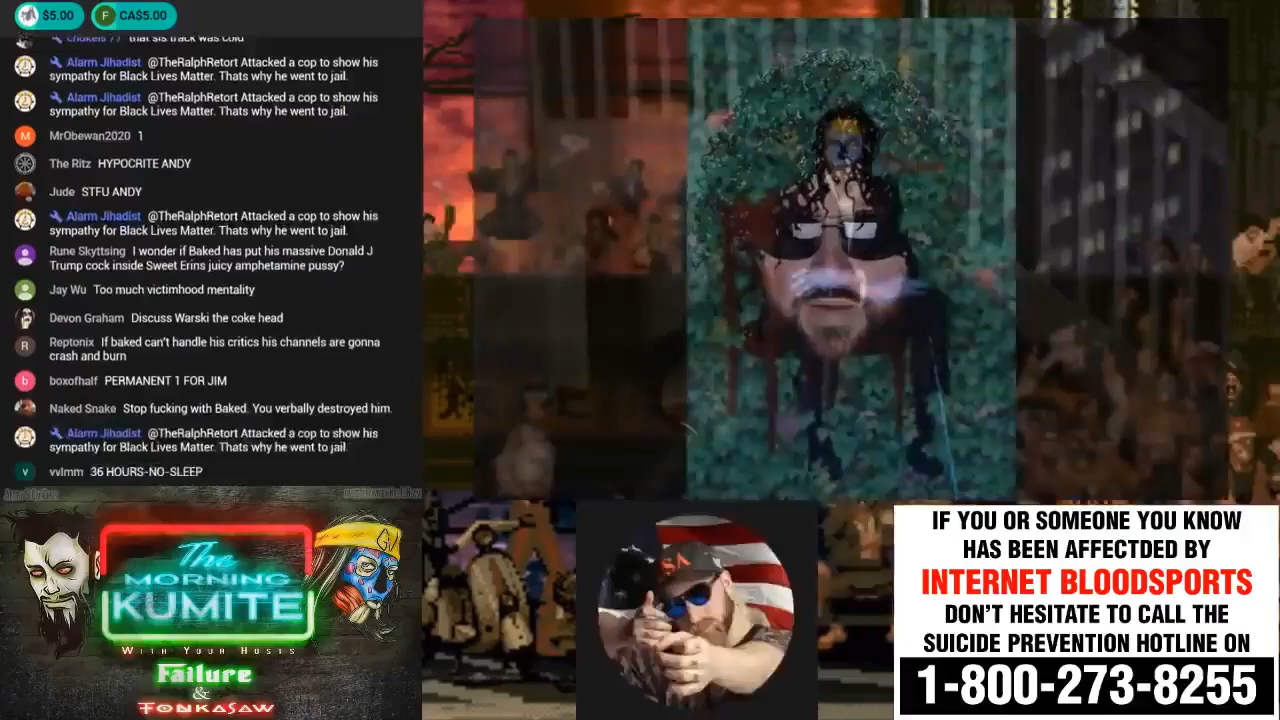 $5.00
CA$5.00
that sis track was cold
Alarm Jihadist @TheRalphRetort Attacked a cop to show his
sympathy for Black Lives Matter. Thats why he went to jail.
Alarm Jihadist @TheRalphRetort Attacked a cop to show his
sympathy for Black Lives Matter. Thats why he went to jail.
M MrObewan2020 1
The Ritz HYPOCRITE ANDY
Jude STFU ANDY
Alarm Jihadist @TheRalphRetort Attacked a cop to show his
sympathy for Black Lives Matter. Thats why he went to jail.
Rune Skyttsing I wonder if Baked has put his massive Donald J
Trump cock inside Sweet Erins juicy amphetamine pussy?
Jay Wu Too much victimhood mentality
Devon Graham Discuss Warski the coke head
R Reptonix If baked can't handle his critics his channels are gonna
crash and burn
b boxofhalf PERMANENT 1 FOR JIM
Naked Snake Stop fucking with Baked. You verbally destroyed him.
Alarm Jihadist @TheRalphRetort Attacked a cop to show his
sympathy for Black Lives Matter. Thats why he went to jail.
v vvlmm 36 HOURS-NO-SLEEP
The
MORNING
KUMITE
WITH YOUR HOSTS
Failure
&
TONKASAW
IF YOU OR SOMEONE YOU KNOW
HAS BEEN AFFECTDED BY
INTERNET BLOODSPORTS
DON'T HESITATE TO CALL THE
SUICIDE PREVENTION HOTLINE ON
1-800-273-8255